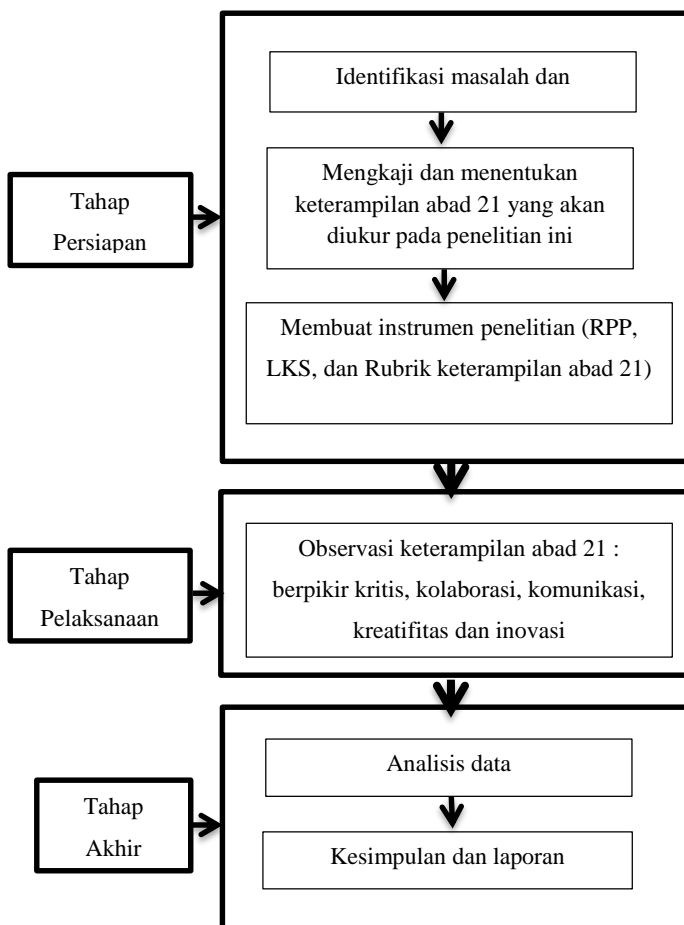 Identifikasi masalah dan
Tahap
Persiapan
Mengkaji dan menentukan
keterampilan abad 21 yang akan
diukur pada penelitian ini
Membuat instrumen penelitian (RPP,
LKS, dan Rubrik keterampilan abad 21)
Tahap
Pelaksanaan
Observasi keterampilan abad 21 :
berpikir kritis, kolaborasi, komunikasi,
kreatifitas dan inovasi
Tahap
Akhir
Analisis data
Kesimpulan dan laporan